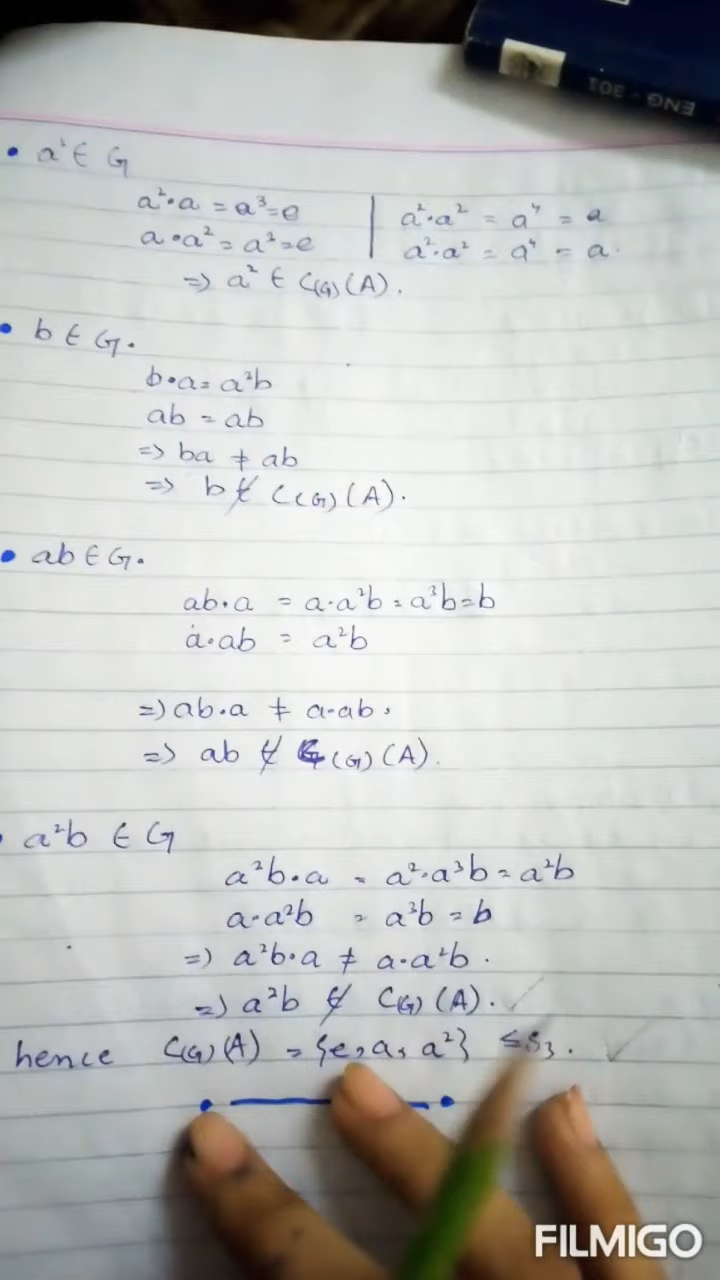 ENG - 301
• a² ∈ G
a²•a = a³=e | a²•a² = a⁴ = a
a•a² = a²=e | a²•a² = a⁴ = a.
=> a² ∈ C(G)(A).
• b ∈ G.
b•a= a²b
ab = ab
=> ba ≠ ab
=> b ∉ C(G)(A).
• ab ∈ G.
ab•a = a•a²b = a³b=b
a•ab = a²b
=> ab•a ≠ a•ab,
=> ab ∉ C(G)(A).
• a²b ∈ G
a²b•a = a²•a³b = a²b
a•a²b = a³b = b
=> a²b•a ≠ a•a²b.
=> a²b ∉ C(G)(A). ✓
hence C(G)(A) = {e, a, a²} ≤ S₃. ✓
FILMIGO